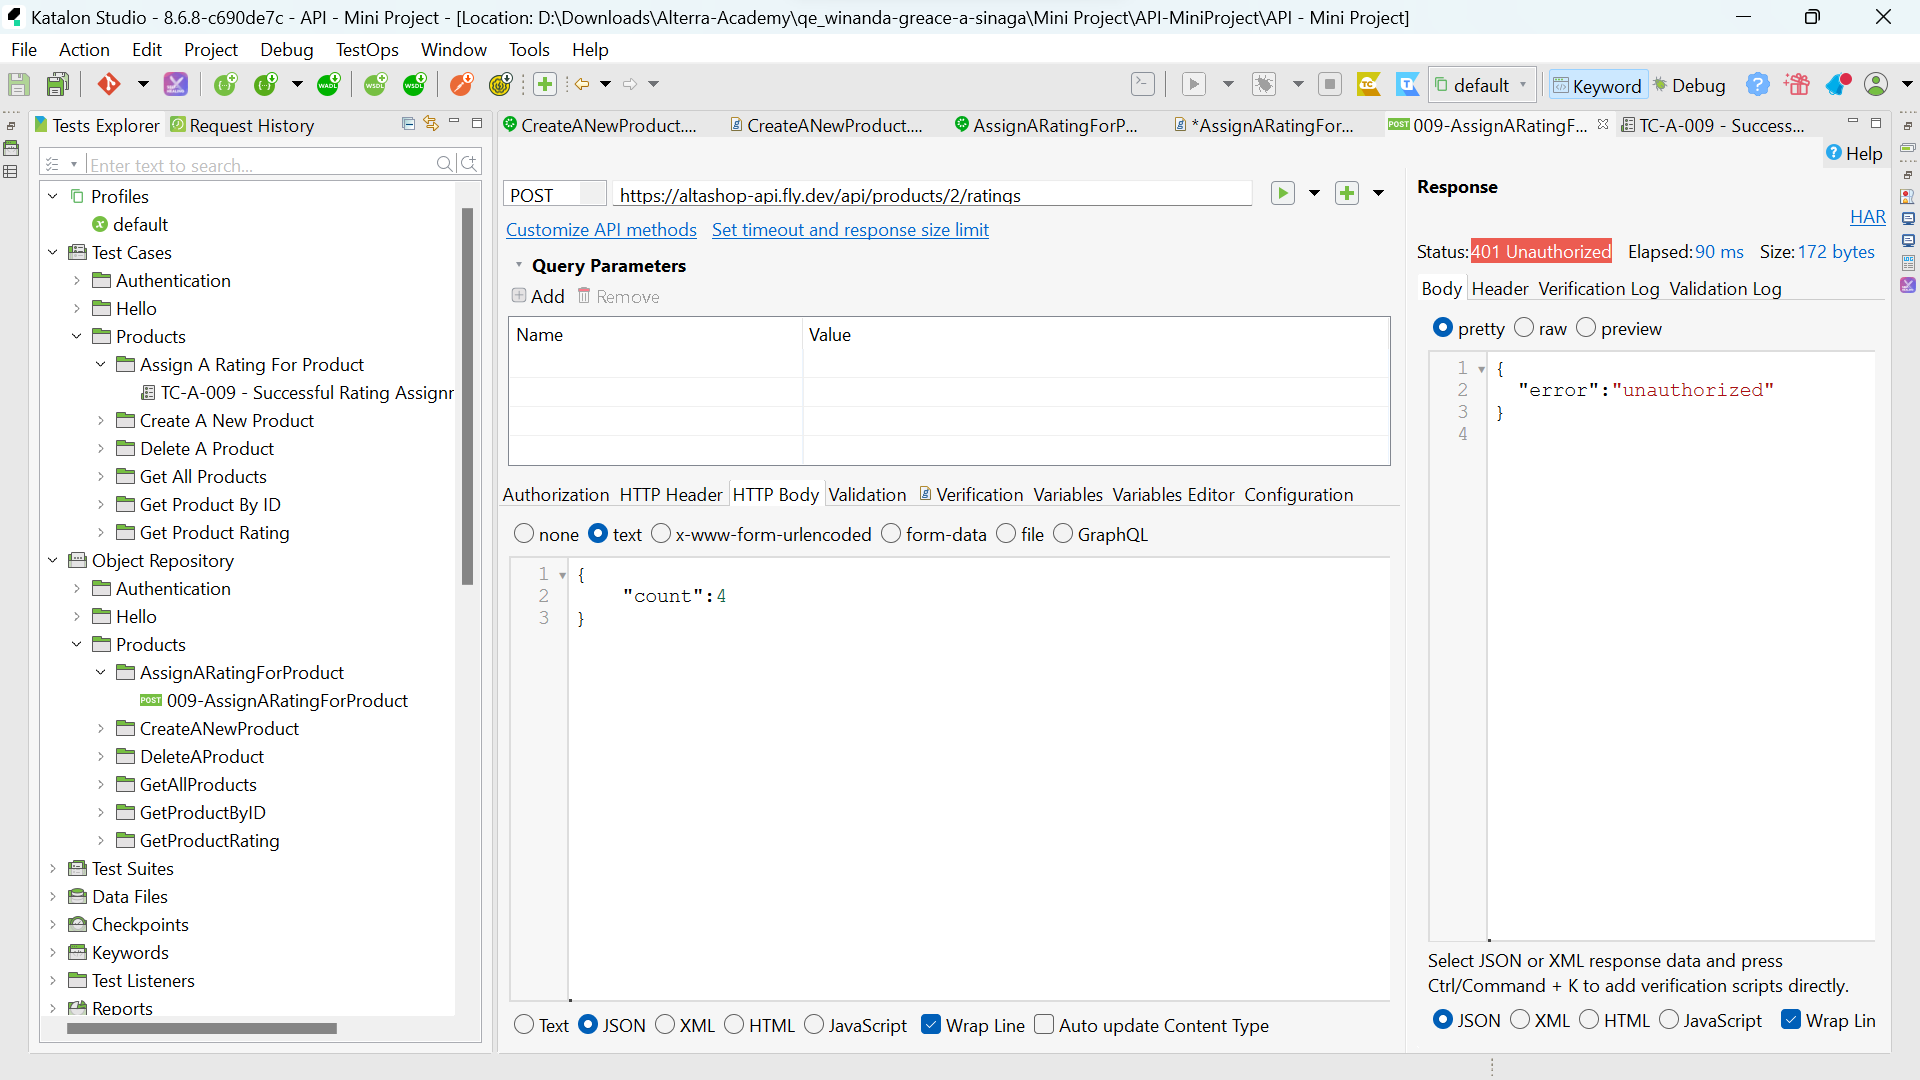 Katalon Studio - 8.6.8-c690de7c - API - Mini Project - [Location: D:\Downloads\Alterra-Academy\qe_winanda-greace-a-sinaga\Mini Project\API-MiniProject\API - Mini Project]
File Action Edit Project Debug TestOps Window Tools Help
default Keyword Debug
Tests Explorer Request History
CreateANewProduct.... CreateANewProduct.... AssignARatingForP... *AssignARatingFor... POST 009-AssignARatingF... TC-A-009 - Success...
Help
Enter text to search...
Profiles
default
Test Cases
Authentication
Hello
Products
Assign A Rating For Product
TC-A-009 - Successful Rating Assignr
Create A New Product
Delete A Product
Get All Products
Get Product By ID
Get Product Rating
Object Repository
Authentication
Hello
Products
AssignARatingForProduct
POST 009-AssignARatingForProduct
CreateANewProduct
DeleteAProduct
GetAllProducts
GetProductByID
GetProductRating
Test Suites
Data Files
Checkpoints
Keywords
Test Listeners
Reports
POST https://altashop-api.fly.dev/api/products/2/ratings
Customize API methods Set timeout and response size limit
Query Parameters
Add Remove
Name Value
Authorization HTTP Header HTTP Body Validation Verification Variables Variables Editor Configuration
none text x-www-form-urlencoded form-data file GraphQL
1 {
2 "count":4
3 }
Text JSON XML HTML JavaScript Wrap Line Auto update Content Type
Response
HAR
Status: 401 Unauthorized Elapsed: 90 ms Size: 172 bytes
Body Header Verification Log Validation Log
pretty raw preview
1 {
2 "error":"unauthorized"
3 }
4
Select JSON or XML response data and press
Ctrl/Command + K to add verification scripts directly.
JSON XML HTML JavaScript Wrap Lin